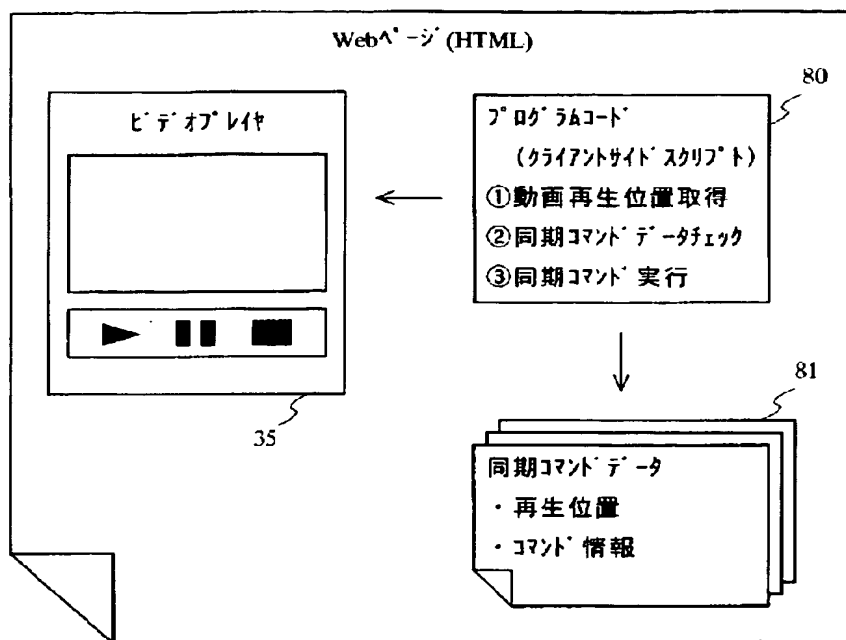 Webﾍﾟｰｼﾞ(HTML)
ﾋﾞﾃﾞｵﾌﾟﾚｲﾔ
35
80
ﾌﾟﾛｸﾞﾗﾑｺｰﾄﾞ
(ｸﾗｲｱﾝﾄｻｲﾄﾞｽｸﾘﾌﾟﾄ)
①動画再生位置取得
②同期ｺﾏﾝﾄﾞﾃﾞｰﾀﾁｪｯｸ
③同期ｺﾏﾝﾄﾞ実行
81
同期ｺﾏﾝﾄﾞﾃﾞｰﾀ
・再生位置
・ｺﾏﾝﾄﾞ情報